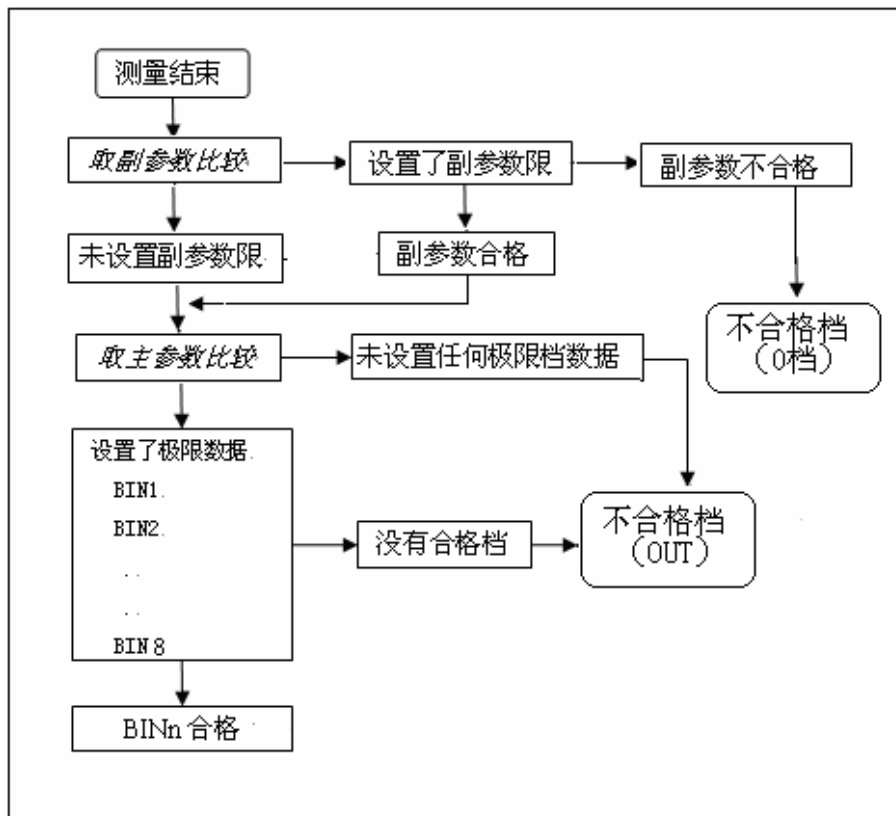 测量结束
取副参数比较
设置了副参数限
副参数不合格
未设置副参数限
副参数合格
不合格档
（0档）
取主参数比较
未设置任何极限档数据
设置了极限数据.
BIN1.
BIN2.
..
..
BIN8
没有合格档
不合格档
（OUT）
BINn 合格